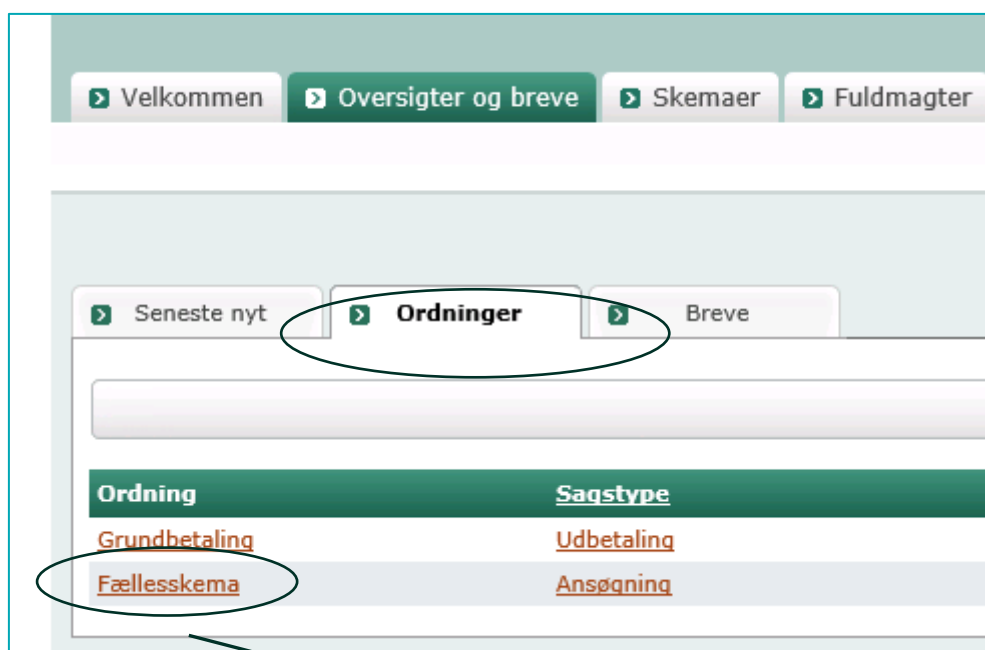 Velkommen Oversigter og breve Skemaer Fuldmagter
Seneste nyt Ordninger Breve
Ordning Sagstype
Grundbetaling Udbetaling
Fællesskema Ansøgning